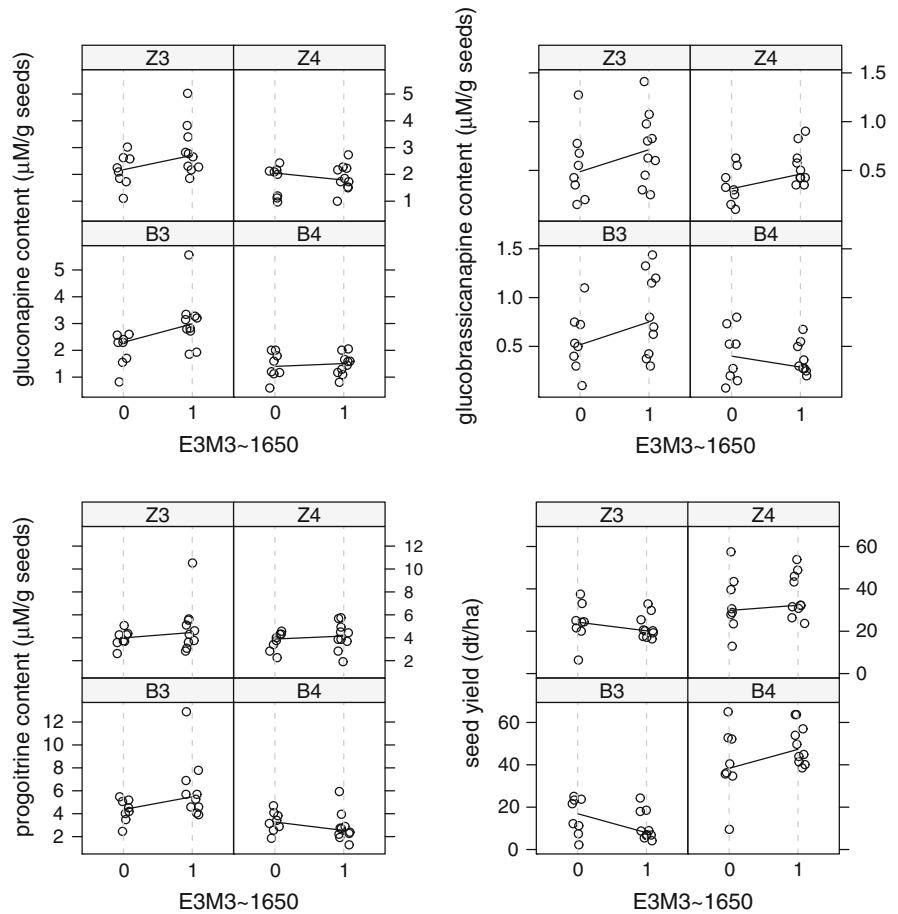 Z3 Z4
5
4
3
2
1
B3 B4
5
4
3
2
1
0 1 0 1
E3M3~1650
gluconapine content (μM/g seeds)
Z3 Z4
1.5
1.0
0.5
B3 B4
1.5
1.0
0.5
0 1 0 1
E3M3~1650
glucobrassicanapine content (μM/g seeds)
Z3 Z4
12
10
8
6
4
2
B3 B4
12
10
8
6
4
2
0 1 0 1
E3M3~1650
progoitrine content (μM/g seeds)
Z3 Z4
60
40
20
0
B3 B4
60
40
20
0
0 1 0 1
E3M3~1650
seed yield (dt/ha)